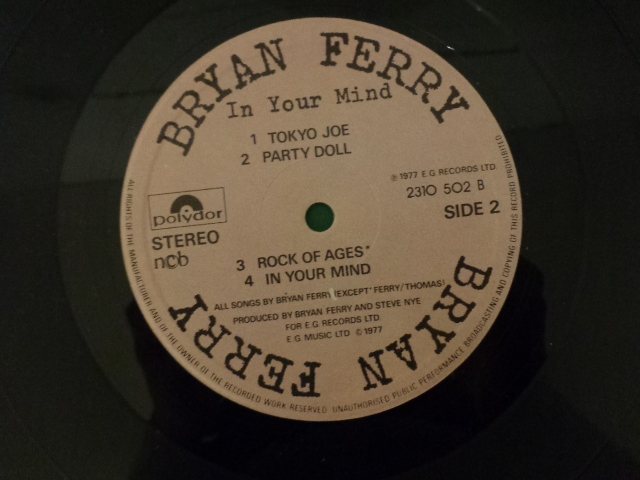 BRYAN FERRY
In Your Mind
1 TOKYO JOE
2 PARTY DOLL
℗ 1977 E.G. RECORDS LTD.
2310 502 B
SIDE 2
polydor
STEREO
ncb
3 ROCK OF AGES*
4 IN YOUR MIND
ALL SONGS BY BRYAN FERRY (EXCEPT* FERRY/THOMAS)
PRODUCED BY BRYAN FERRY AND STEVE NYE
FOR E.G. RECORDS LTD.
E.G. MUSIC LTD © 1977
BRYAN FERRY
ALL RIGHTS OF THE MANUFACTURER AND OF THE OWNER OF THE RECORDED WORK RESERVED. UNAUTHORISED PUBLIC PERFORMANCE BROADCASTING AND COPYING OF THIS RECORD PROHIBITED